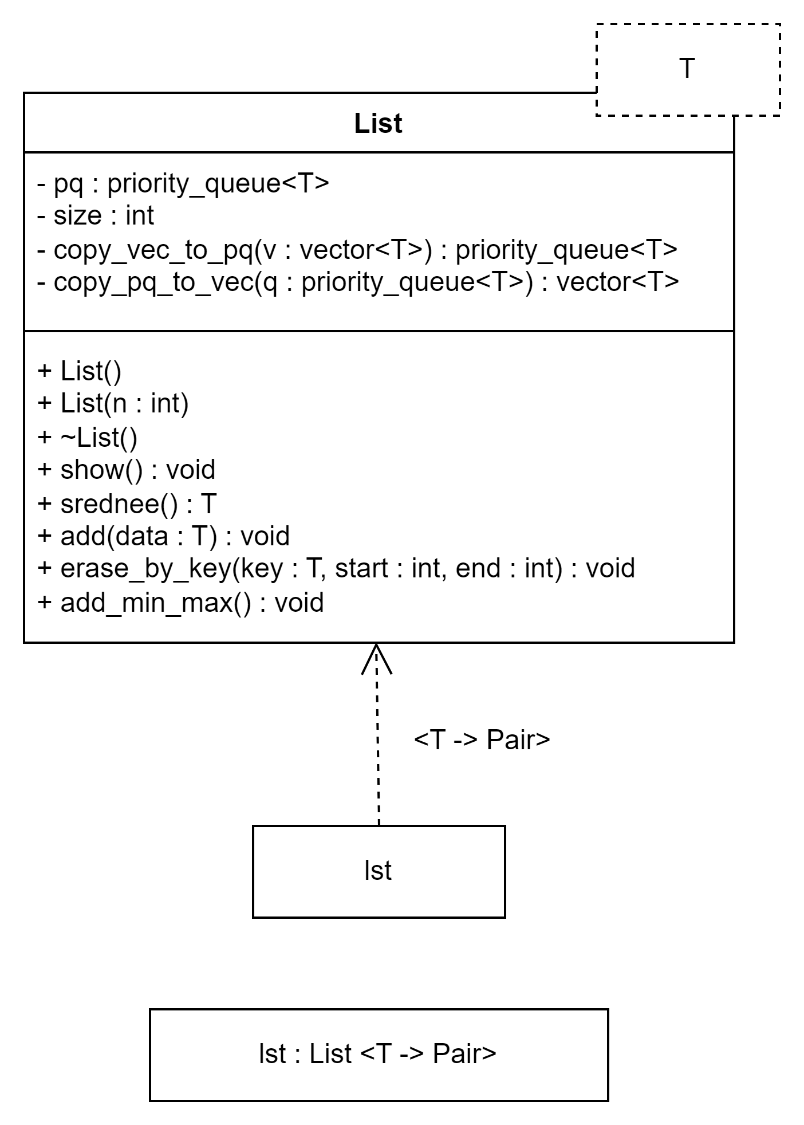 T
List
- pq : priority_queue<T>
- size : int
- copy_vec_to_pq(v : vector<T>) : priority_queue<T>
- copy_pq_to_vec(q : priority_queue<T>) : vector<T>
+ List()
+ List(n : int)
+ ~List()
+ show() : void
+ srednee() : T
+ add(data : T) : void
+ erase_by_key(key : T, start : int, end : int) : void
+ add_min_max() : void
<T -> Pair>
lst
lst : List <T -> Pair>